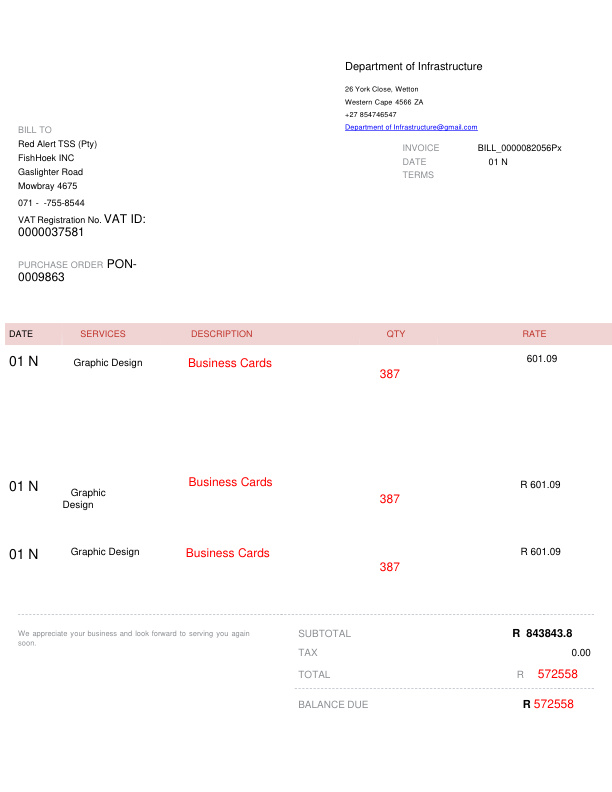 Department of Infrastructure
26 York Close, Wetton
Western Cape 4566 ZA
+27 854746547
Department of Infrastructure@gmail.com
BILL TO
Red Alert TSS (Pty)
FishHoek INC
Gaslighter Road
Mowbray 4675
071 - -755-8544
VAT Registration No. VAT ID:
0000037581
INVOICE BILL_0000082056Px
DATE 01 N
TERMS
PURCHASE ORDER PON-
0009863
DATE SERVICES DESCRIPTION QTY RATE
01 N Graphic Design Business Cards 387 601.09
01 N Graphic Design Business Cards 387 R 601.09
01 N Graphic Design Business Cards 387 R 601.09
We appreciate your business and look forward to serving you again
soon.
SUBTOTAL R 843843.8
TAX 0.00
TOTAL R 572558
BALANCE DUE R 572558